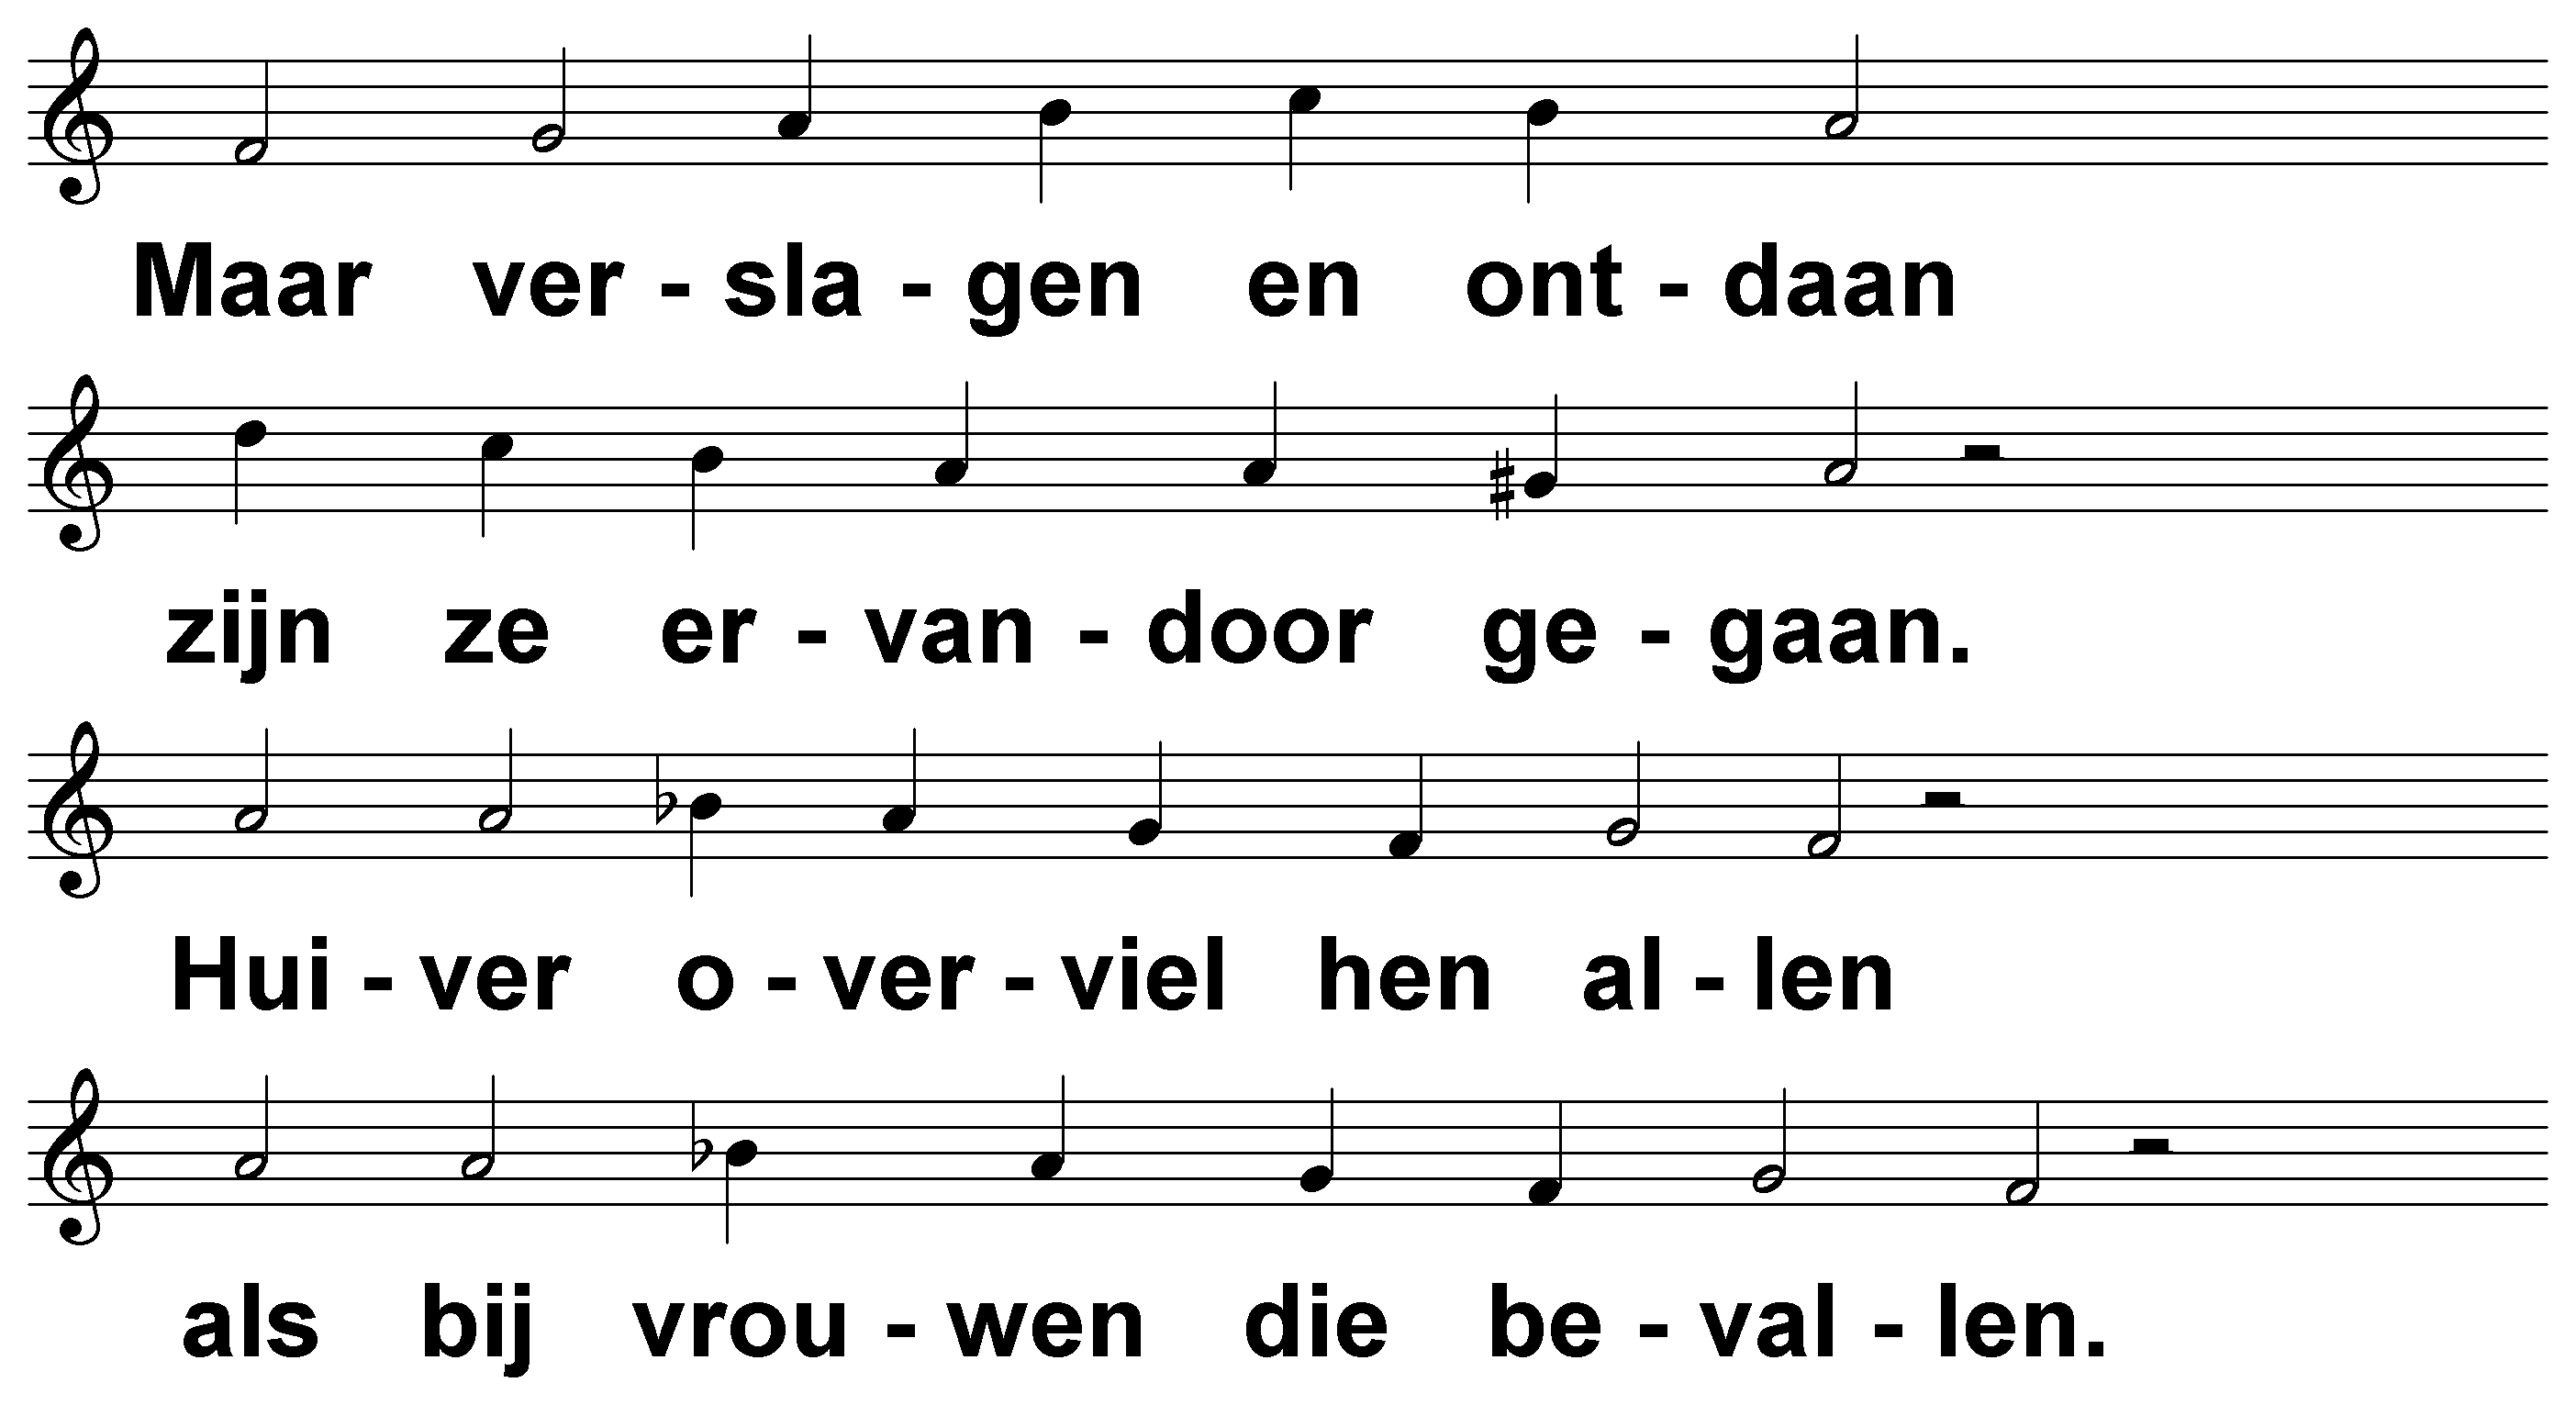 Maar ver - sla - gen en ont - daan
zijn ze er - van - door ge - gaan.
Hui - ver o - ver - viel hen al - len
als bij vrou - wen die be - val - len.